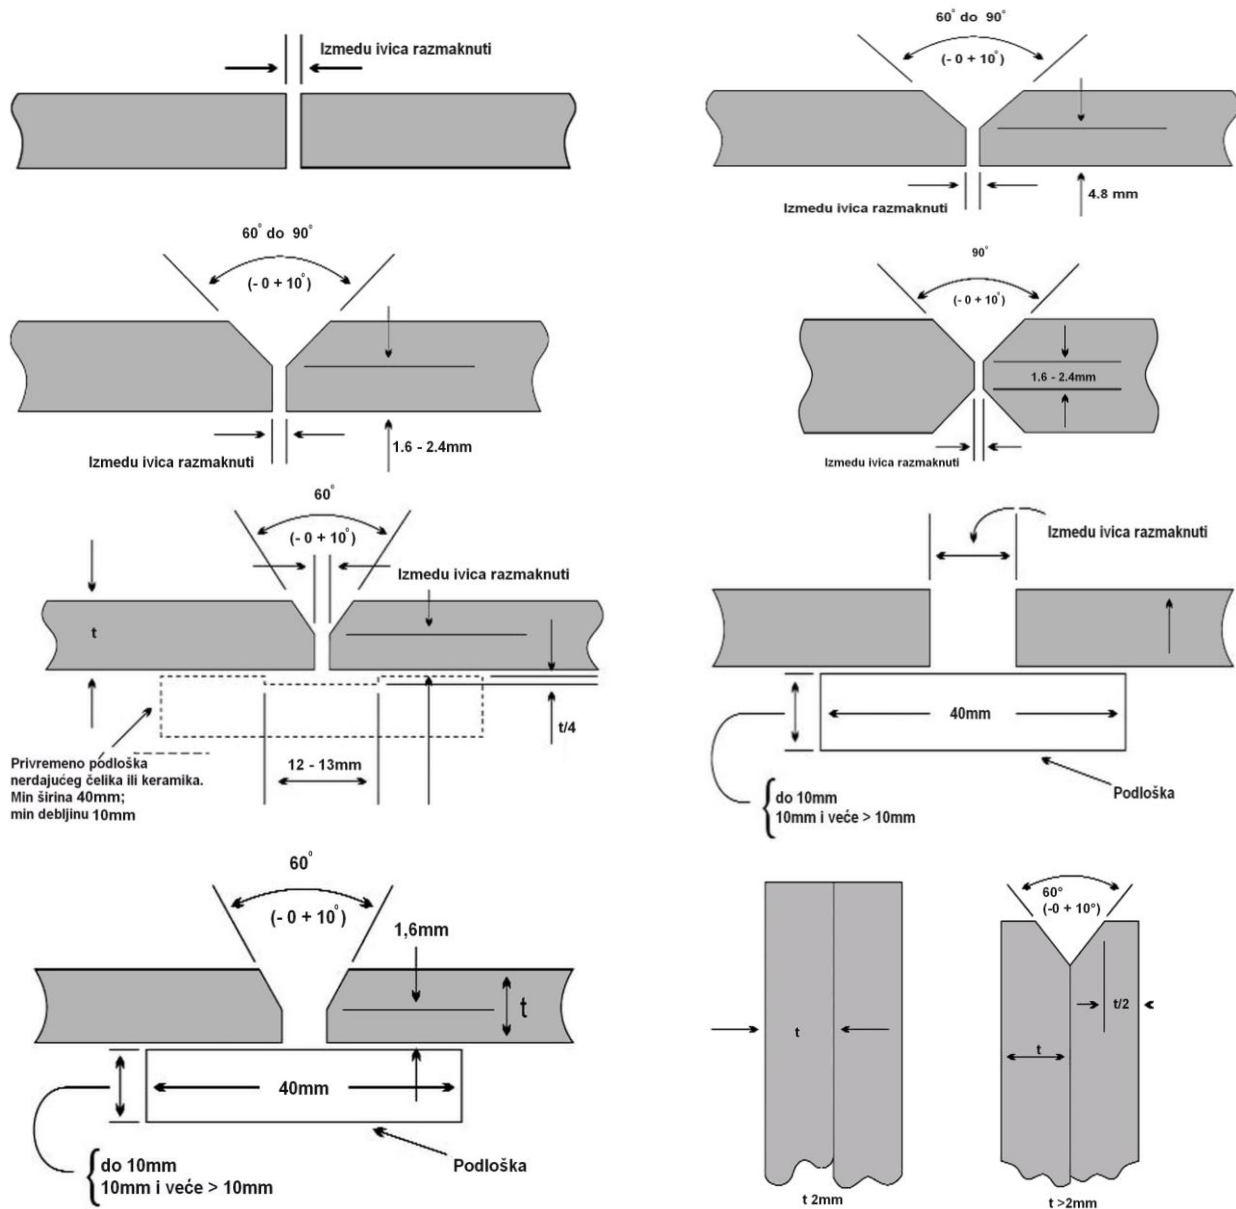 Izmedu ivica razmaknuti
60° do 90°
(- 0 + 10°)
Izmedu ivica razmaknuti
4.8 mm
60° do 90°
(- 0 + 10°)
Izmedu ivica razmaknuti
1.6 - 2.4mm
90°
(- 0 + 10°)
1.6 - 2.4mm
Izmedu ivica razmaknuti
60°
(- 0 + 10°)
Izmedu ivica razmaknuti
t
t/4
12 - 13mm
Privremeno podloška
nerdajućeg čelika ili keramika.
Min širina 40mm;
min debljinu 10mm
Izmedu ivica razmaknuti
40mm
Podloška
do 10mm
10mm i veće > 10mm
60°
(- 0 + 10°)
1,6mm
t
40mm
Podloška
do 10mm
10mm i veće > 10mm
t
t 2mm
60°
(-0 + 10°)
t/2
t
t >2mm